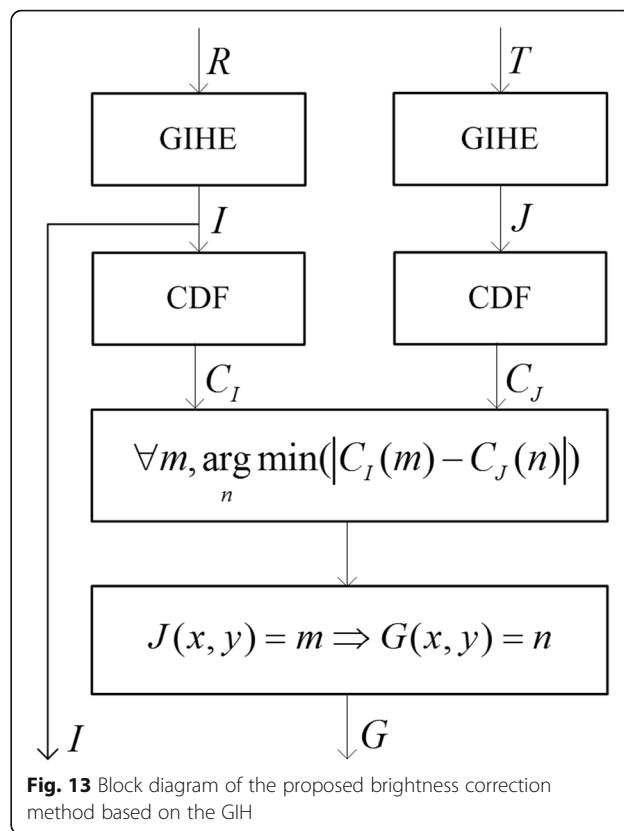 R T
GIHE GIHE
I J
CDF CDF
C_I C_J
∀m, arg min(|C_I(m) − C_J(n)|)
n
J(x, y) = m ⇒ G(x, y) = n
I G
Fig. 13 Block diagram of the proposed brightness correction
method based on the GIH